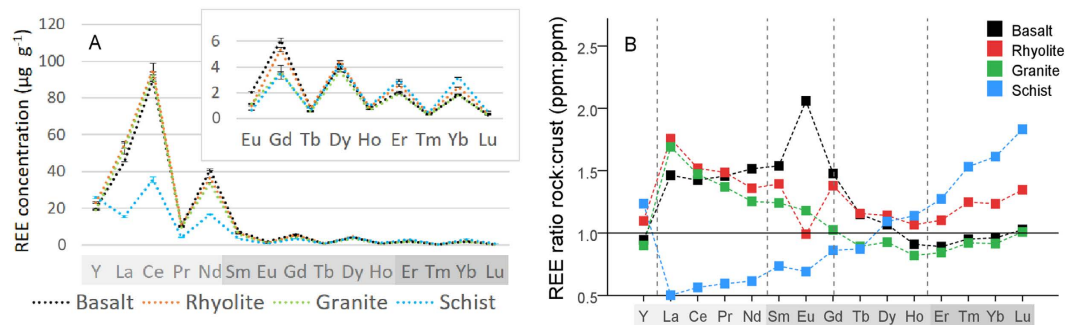 A
REE concentration (µg g⁻¹)
120
100
80
60
40
20
0
6
4
2
0
Eu Gd Tb Dy Ho Er Tm Yb Lu
Y La Ce Pr Nd Sm Eu Gd Tb Dy Ho Er Tm Yb Lu
Basalt Rhyolite Granite Schist
B
REE ratio rock:crust (ppm:ppm)
2.5
2.0
1.5
1.0
0.5
Basalt
Rhyolite
Granite
Schist
Y La Ce Pr Nd Sm Eu Gd Tb Dy Ho Er Tm Yb Lu